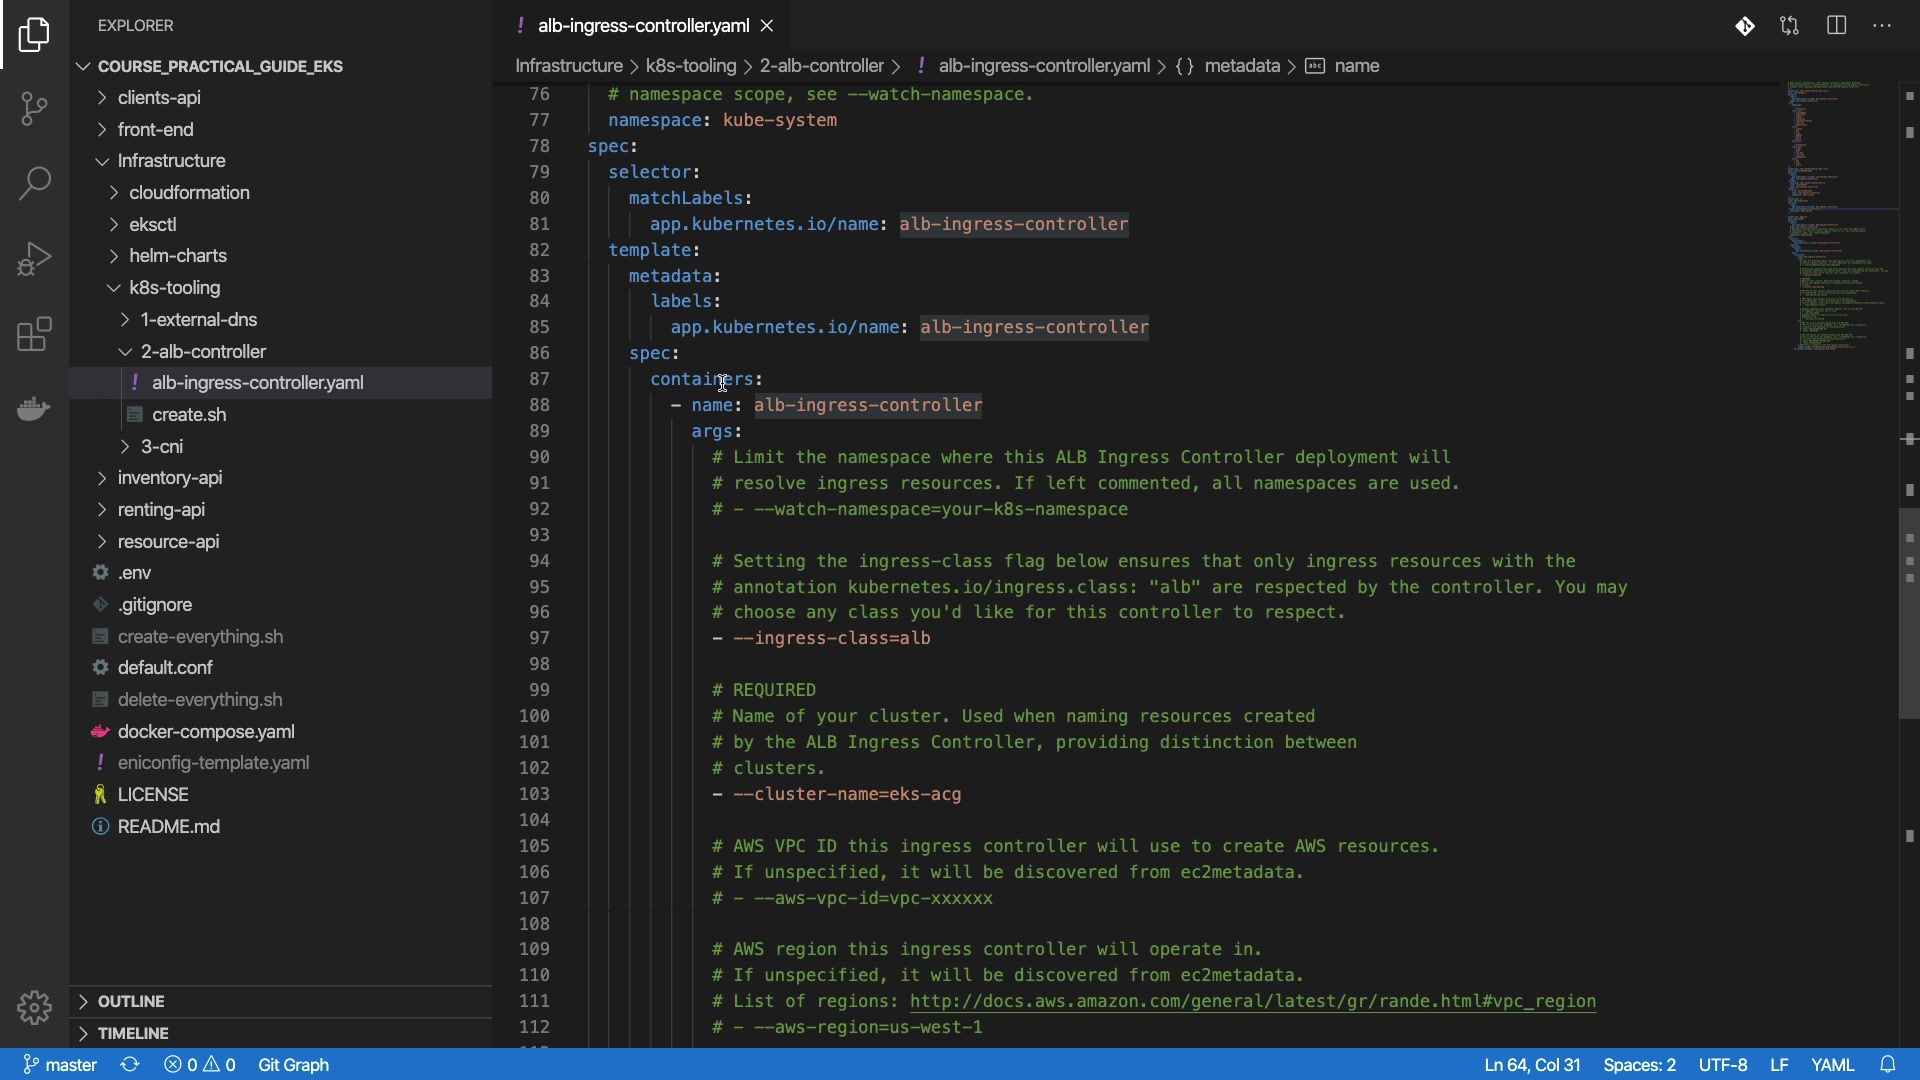 EXPLORER
COURSE_PRACTICAL_GUIDE_EKS
clients-api
front-end
Infrastructure
cloudformation
eksctl
helm-charts
k8s-tooling
1-external-dns
2-alb-controller
! alb-ingress-controller.yaml
create.sh
3-cni
inventory-api
renting-api
resource-api
.env
.gitignore
create-everything.sh
default.conf
delete-everything.sh
docker-compose.yaml
! eniconfig-template.yaml
LICENSE
README.md
OUTLINE
TIMELINE
! alb-ingress-controller.yaml
Infrastructure > k8s-tooling > 2-alb-controller > ! alb-ingress-controller.yaml > {} metadata > abc name
76 # namespace scope, see --watch-namespace.
77 namespace: kube-system
78 spec:
79 selector:
80 matchLabels:
81 app.kubernetes.io/name: alb-ingress-controller
82 template:
83 metadata:
84 labels:
85 app.kubernetes.io/name: alb-ingress-controller
86 spec:
87 containers:
88 - name: alb-ingress-controller
89 args:
90 # Limit the namespace where this ALB Ingress Controller deployment will
91 # resolve ingress resources. If left commented, all namespaces are used.
92 # - --watch-namespace=your-k8s-namespace
93
94 # Setting the ingress-class flag below ensures that only ingress resources with the
95 # annotation kubernetes.io/ingress.class: "alb" are respected by the controller. You may
96 # choose any class you'd like for this controller to respect.
97 - --ingress-class=alb
98
99 # REQUIRED
100 # Name of your cluster. Used when naming resources created
101 # by the ALB Ingress Controller, providing distinction between
102 # clusters.
103 - --cluster-name=eks-acg
104
105 # AWS VPC ID this ingress controller will use to create AWS resources.
106 # If unspecified, it will be discovered from ec2metadata.
107 # - --aws-vpc-id=vpc-xxxxxx
108
109 # AWS region this ingress controller will operate in.
110 # If unspecified, it will be discovered from ec2metadata.
111 # List of regions: http://docs.aws.amazon.com/general/latest/gr/rande.html#vpc_region
112 # - --aws-region=us-west-1
master 0 0 Git Graph Ln 64, Col 31 Spaces: 2 UTF-8 LF YAML